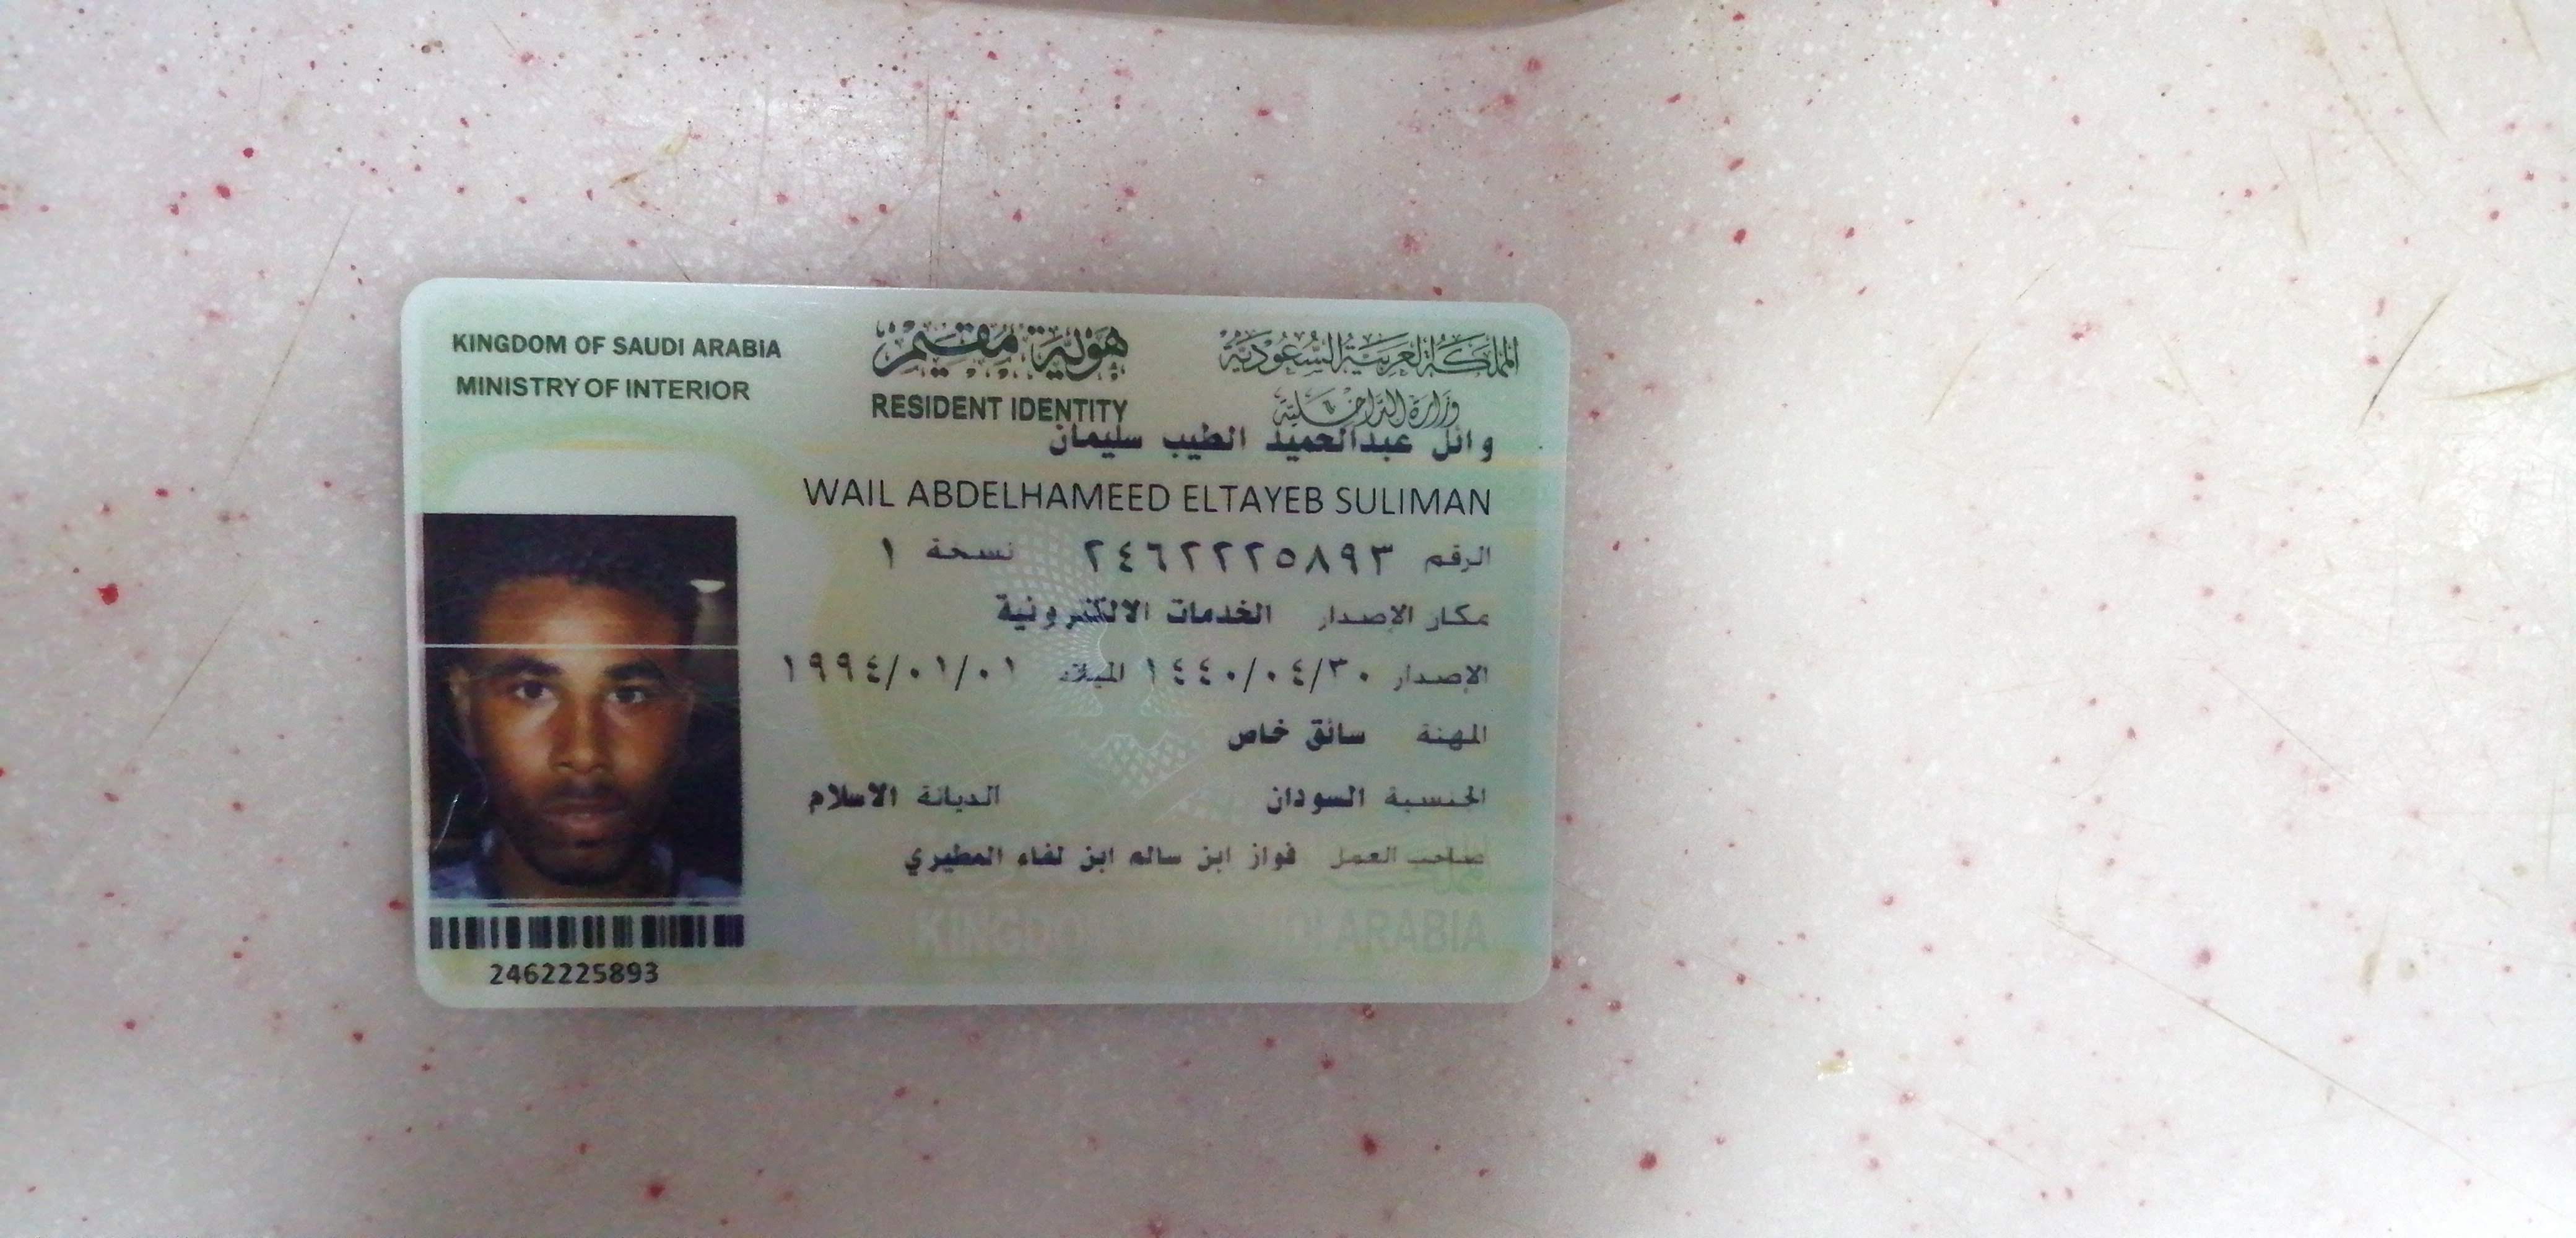 KINGDOM OF SAUDI ARABIA
MINISTRY OF INTERIOR
هوية مقيم
RESIDENT IDENTITY
المملكة العربية السعودية
وزارة الداخلية
وائل عبدالحميد الطيب سليمان
WAIL ABDELHAMEED ELTAYEB SULIMAN
الرقم ٢٤٦٢٢٢٥٨٩٣ نسخة ١
مكان الإصدار الخدمات الالكترونية
الإصدار ١٤٤٠/٠٤/٣٠ الميلاد ١٩٩٤/٠١/٠١
المهنة سائق خاص
الجنسية السودان الديانة الاسلام
صاحب العمل فواز ابن سالم ابن لفاء المطيري
KINGDO ARABIA
2462225893